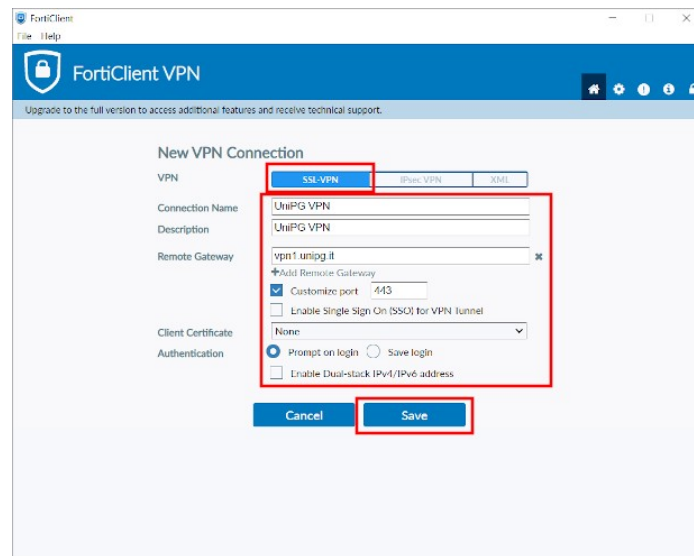 FortiClient
File Help
FortiClient VPN
Upgrade to the full version to access additional features and receive technical support.
New VPN Connection
VPN SSL-VPN IPsec VPN XML
Connection Name UniPG VPN
Description UniPG VPN
Remote Gateway vpn1.unipg.it
+Add Remote Gateway
Customize port 443
Enable Single Sign On (SSO) for VPN Tunnel
Client Certificate None
Authentication Prompt on login Save login
Enable Dual-stack IPv4/IPv6 address
Cancel Save